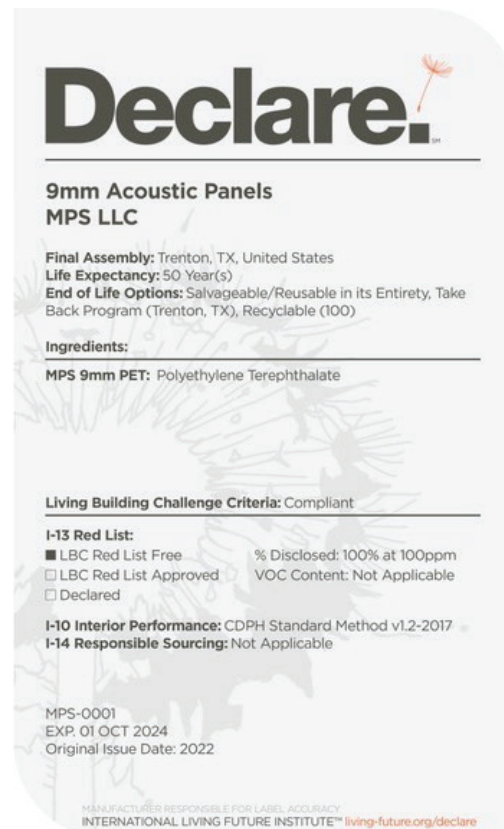 Declare.
SM
9mm Acoustic Panels
MPS LLC
Final Assembly: Trenton, TX, United States
Life Expectancy: 50 Year(s)
End of Life Options: Salvageable/Reusable in its Entirety, Take
Back Program (Trenton, TX), Recyclable (100)
Ingredients:
MPS 9mm PET: Polyethylene Terephthalate
Living Building Challenge Criteria: Compliant
I-13 Red List:
■ LBC Red List Free % Disclosed: 100% at 100ppm
□ LBC Red List Approved VOC Content: Not Applicable
□ Declared
I-10 Interior Performance: CDPH Standard Method v1.2-2017
I-14 Responsible Sourcing: Not Applicable
MPS-0001
EXP. 01 OCT 2024
Original Issue Date: 2022
MANUFACTURER RESPONSIBLE FOR LABEL ACCURACY
INTERNATIONAL LIVING FUTURE INSTITUTE™ living-future.org/declare